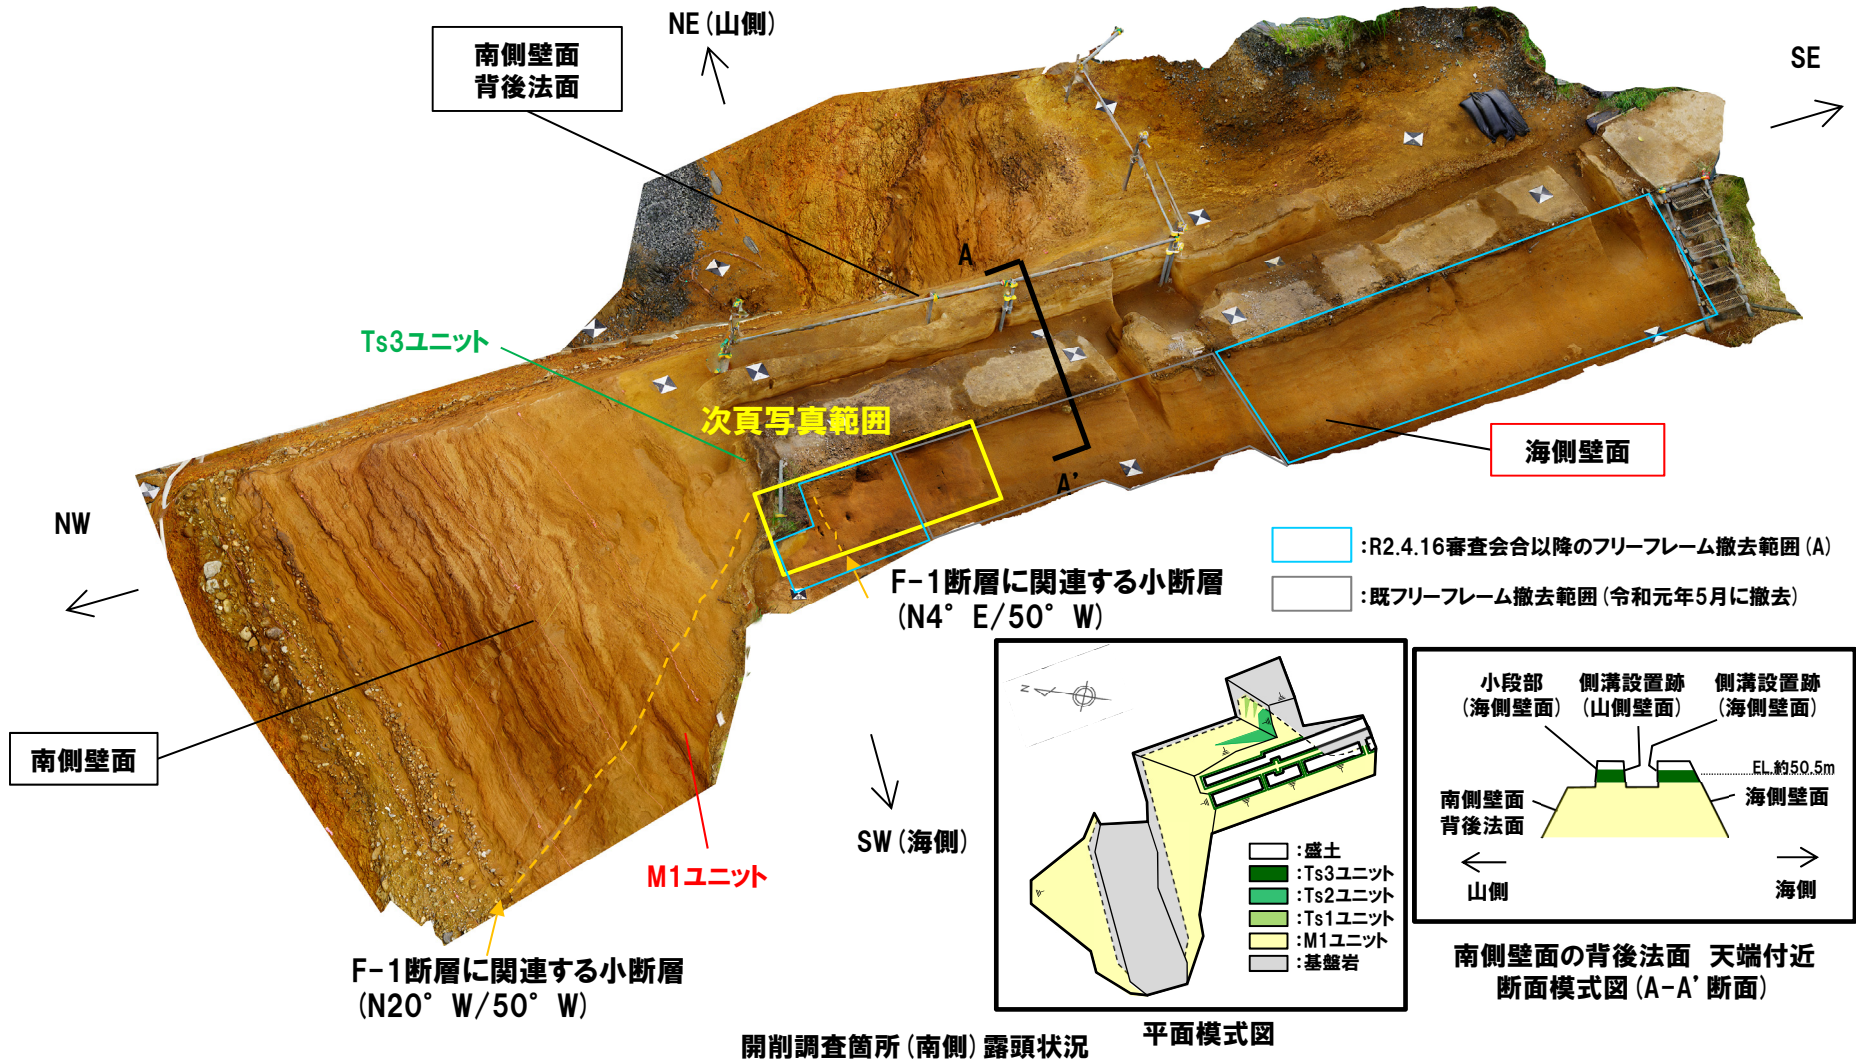 NE(山側)
南側壁面
背後法面
SE
A
Ts3ユニット
次頁写真範囲
海側壁面
A'
NW
:R2.4.16審査会合以降のフリーフレーム撤去範囲(A)
F-1断層に関連する小断層
(N4°E/50°W)
:既フリーフレーム撤去範囲(令和元年5月に撤去)
南側壁面
SW(海側)
M1ユニット
F-1断層に関連する小断層
(N20°W/50°W)
N
:盛土
:Ts3ユニット
:Ts2ユニット
:Ts1ユニット
:M1ユニット
:基盤岩
平面模式図
小段部
(海側壁面)
側溝設置跡
(山側壁面)
側溝設置跡
(海側壁面)
EL.約50.5m
南側壁面
背後法面
海側壁面
山側
海側
南側壁面の背後法面 天端付近
断面模式図(A-A'断面)
開削調査箇所(南側)露頭状況